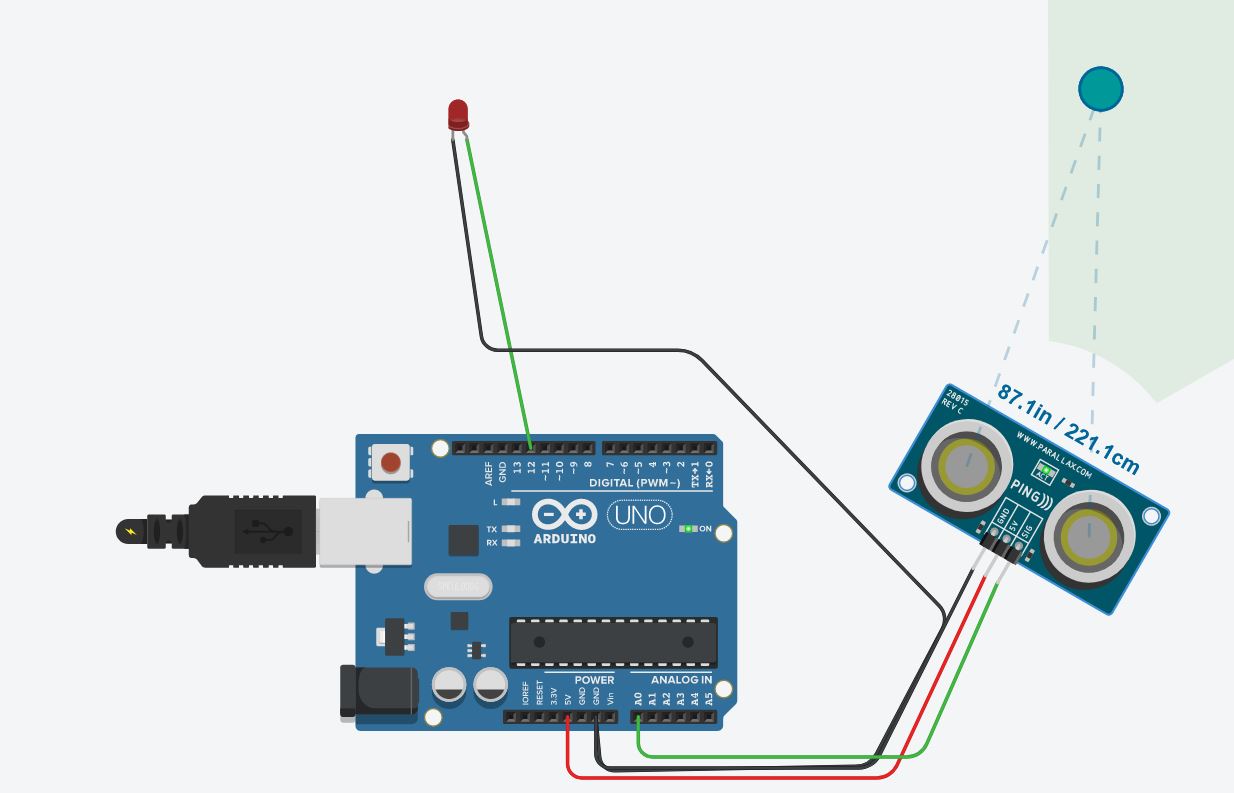 87.1in / 221.1cm
28015
REV C
WWW.PARALLAX.COM
ACT
PING)))
GND
5V
SIG
AREF
GND
13
12
~11
~10
~9
8
7
~6
~5
4
~3
2
TX→1
RX←0
DIGITAL (PWM~)
L
TX
RX
ARDUINO
UNO
ON
POWER
ANALOG IN
IOREF
RESET
3.3V
5V
GND
GND
Vin
A0
A1
A2
A3
A4
A5